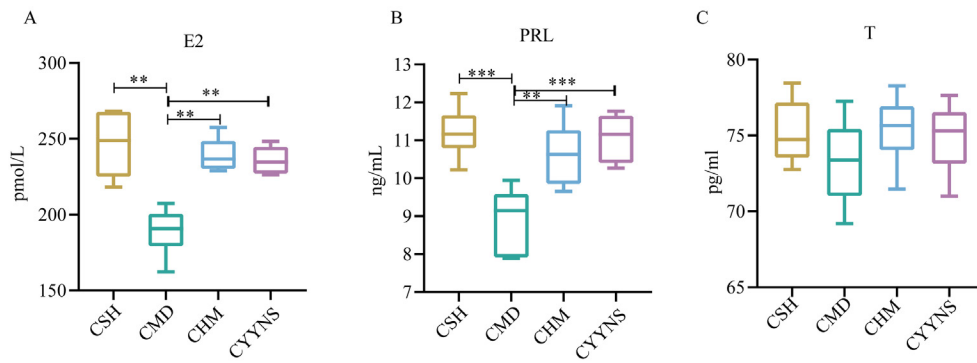 A
E2
pmol/L
300
250
200
150
**
**
**
CSH
CMD
CHM
CYYNS
B
PRL
ng/mL
13
12
11
10
9
8
7
***
***
**
CSH
CMD
CHM
CYYNS
C
T
pg/ml
80
75
70
65
CSH
CMD
CHM
CYYNS